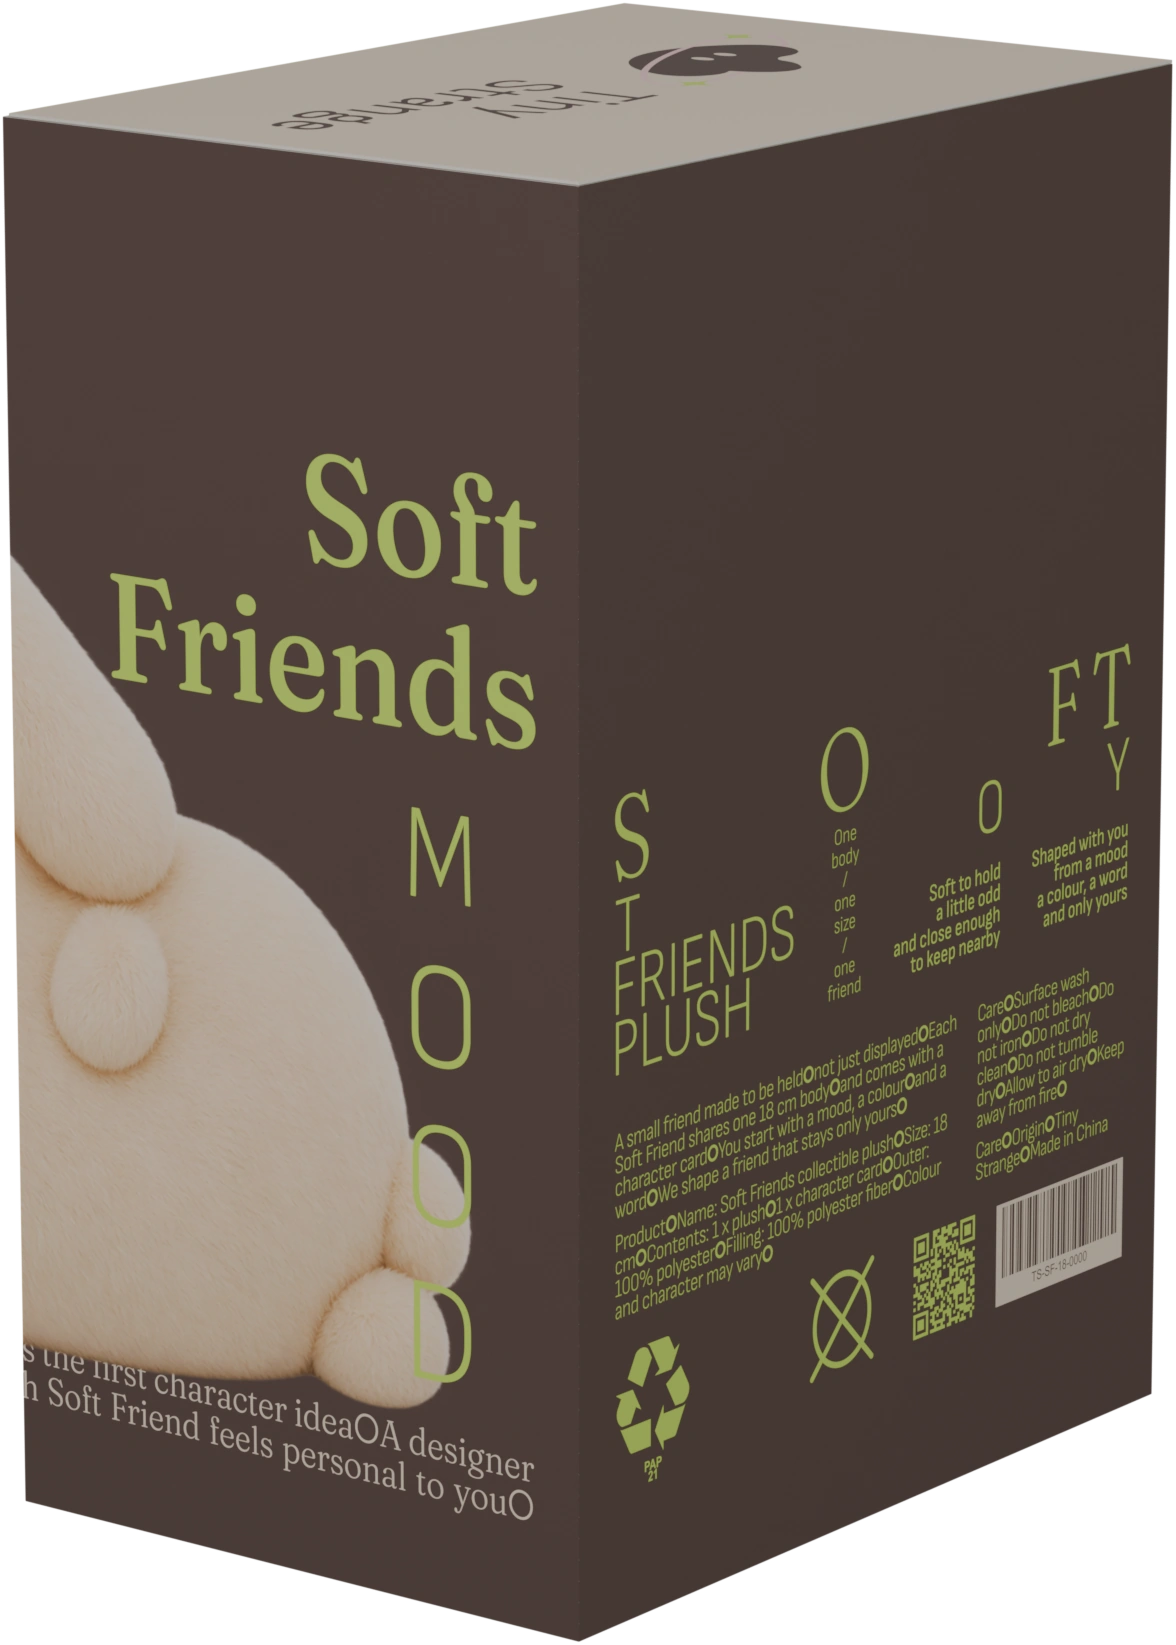 Tiny
Strange
Soft
Friends
M
O
O
D
the first character ideaOA designer
Soft Friend feels personal to youO
S O FT
T O Y
FRIENDS
PLUSH
One
body
/
one
size
/
one
friend
Soft to hold
a little odd
and close enough
to keep nearby
Shaped with you
from a mood
a colour, a word
and only yours
A small friend made to be heldOnot just displayedOEach
Soft Friend shares one 18 cm bodyOand comes with a
character cardOYou start with a mood, a colourOand a
wordOWe shape a friend that stays only yoursO
ProductOName: Soft Friends collectible plushOSize: 18
cmOContents: 1 x plushO1 x character cardOOuter:
100% polyesterOFilling: 100% polyester fiberOColour
and character may varyO
CareOSurface wash
onlyODo not bleachODo
not ironODo not dry
cleanODo not tumble
dryOAllow to air dryOKeep
away from fireO
CareOOriginOTiny
StrangeOMade in China
TS-SF-18-0000
PAP
21